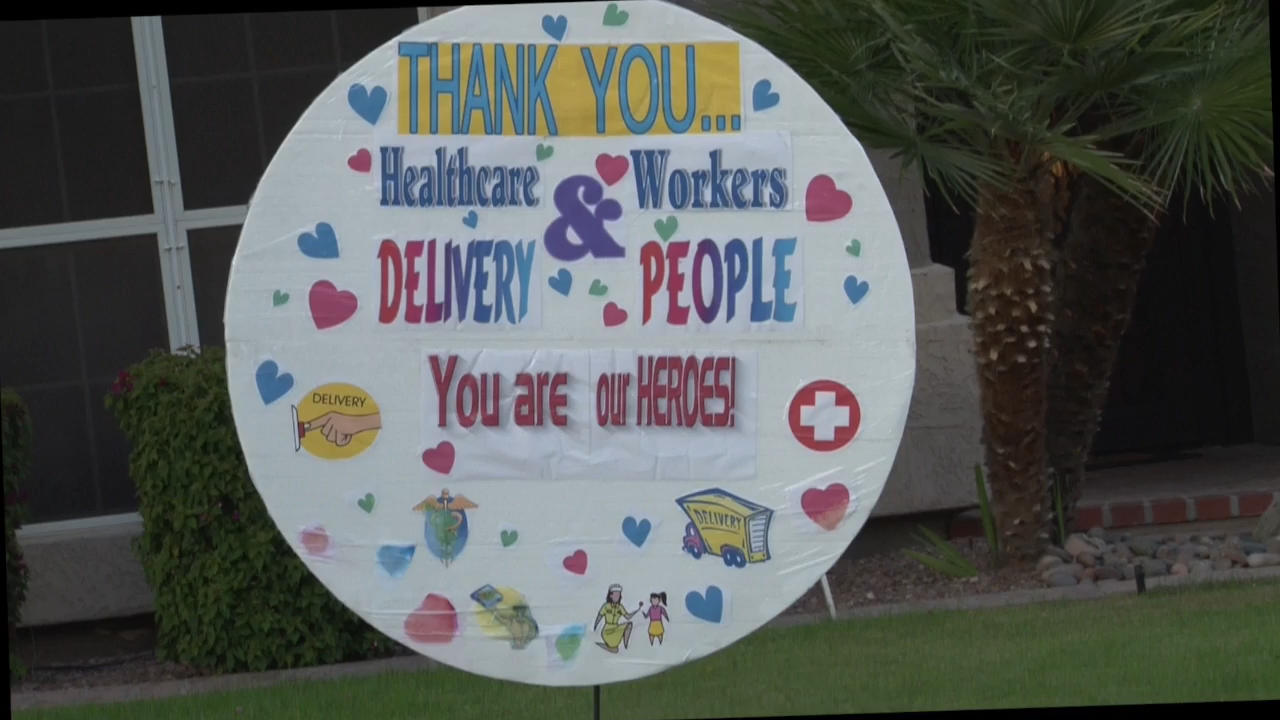 THANK YOU...
Healthcare Workers
&
DELIVERY PEOPLE
You are our HEROES!
DELIVERY
DELIVERY